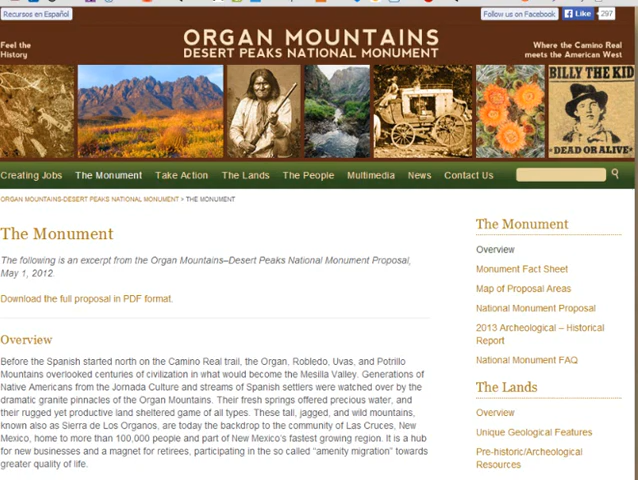 Recursos en Español
Follow us on Facebook
Like
297
Feel the
History
ORGAN MOUNTAINS
DESERT PEAKS NATIONAL MONUMENT
Where the Camino Real
meets the American West
BILLY THE KID
DEAD OR ALIVE
Creating Jobs The Monument Take Action The Lands The People Multimedia News Contact Us
ORGAN MOUNTAINS-DESERT PEAKS NATIONAL MONUMENT > THE MONUMENT
The Monument
The following is an excerpt from the Organ Mountains–Desert Peaks National Monument Proposal,
May 1, 2012.
Download the full proposal in PDF format.
Overview
Before the Spanish started north on the Camino Real trail, the Organ, Robledo, Uvas, and Potrillo
Mountains overlooked centuries of civilization in what would become the Mesilla Valley. Generations of
Native Americans from the Jornada Culture and streams of Spanish settlers were watched over by the
dramatic granite pinnacles of the Organ Mountains. Their fresh springs offered precious water, and
their rugged yet productive land sheltered game of all types. These tall, jagged, and wild mountains,
known also as Sierra de Los Organos, are today the backdrop to the community of Las Cruces, New
Mexico, home to more than 100,000 people and part of New Mexico's fastest growing region. It is a hub
for new businesses and a magnet for retirees, participating in the so called “amenity migration” towards
greater quality of life.
The Monument
Overview
Monument Fact Sheet
Map of Proposal Areas
National Monument Proposal
2013 Archeological – Historical
Report
National Monument FAQ
The Lands
Overview
Unique Geological Features
Pre-historic/Archeological
Resources